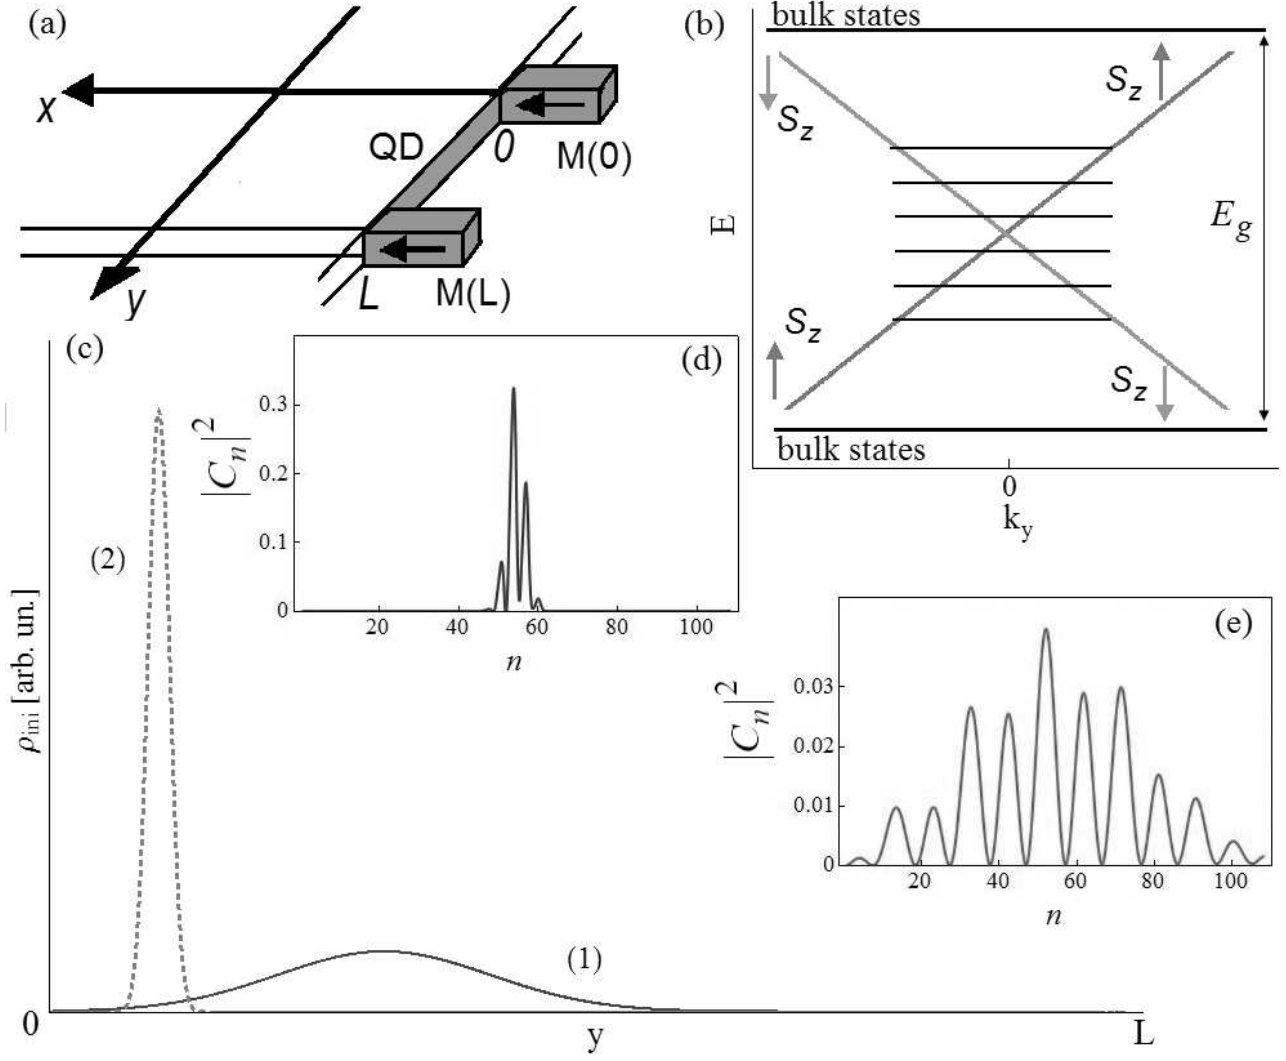 (a)
x
QD
0
M(0)
L
M(L)
y
(b)
bulk states
S_z
S_z
E
E_g
S_z
S_z
bulk states
0
k_y
(c)
(2)
ρ_ini [arb. un.]
(1)
0
y
L
(d)
|C_n|^2
0.3
0.2
0.1
0
20 40 60 80 100
n
(e)
|C_n|^2
0.03
0.02
0.01
0
20 40 60 80 100
n